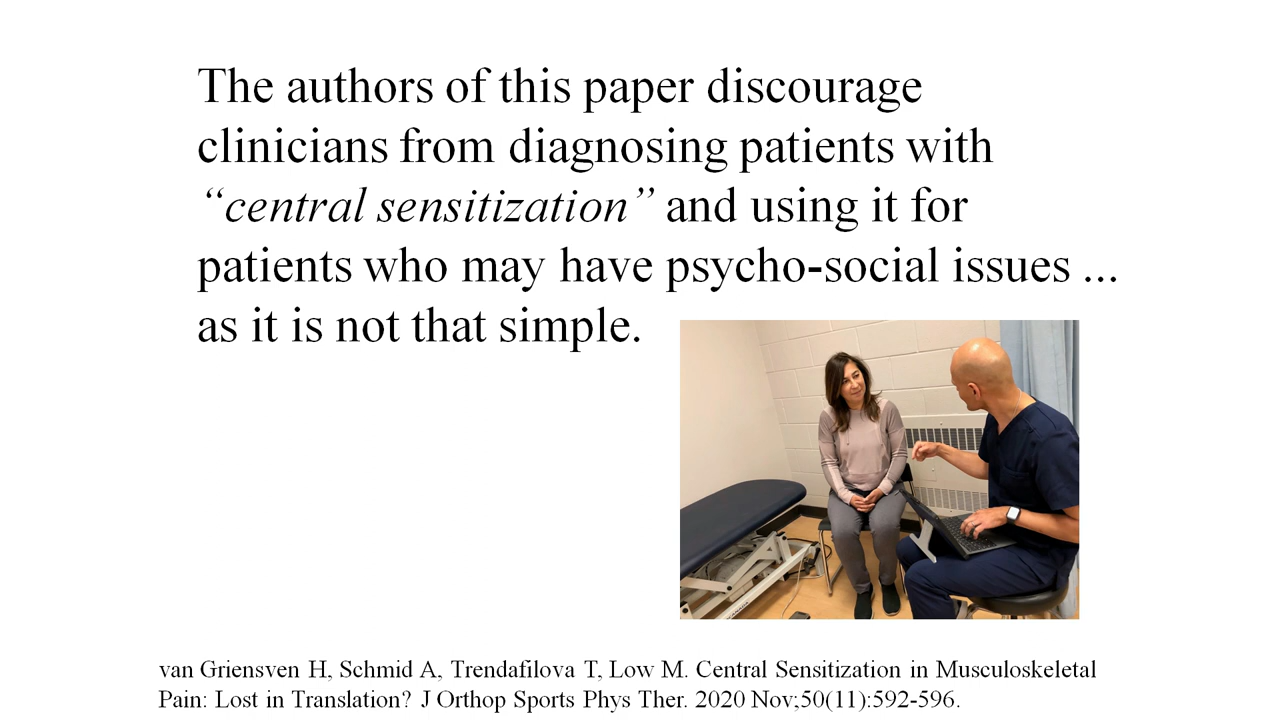 The authors of this paper discourage
clinicians from diagnosing patients with
“central sensitization” and using it for
patients who may have psycho-social issues ...
as it is not that simple.
van Griensven H, Schmid A, Trendafilova T, Low M. Central Sensitization in Musculoskeletal
Pain: Lost in Translation? J Orthop Sports Phys Ther. 2020 Nov;50(11):592-596.